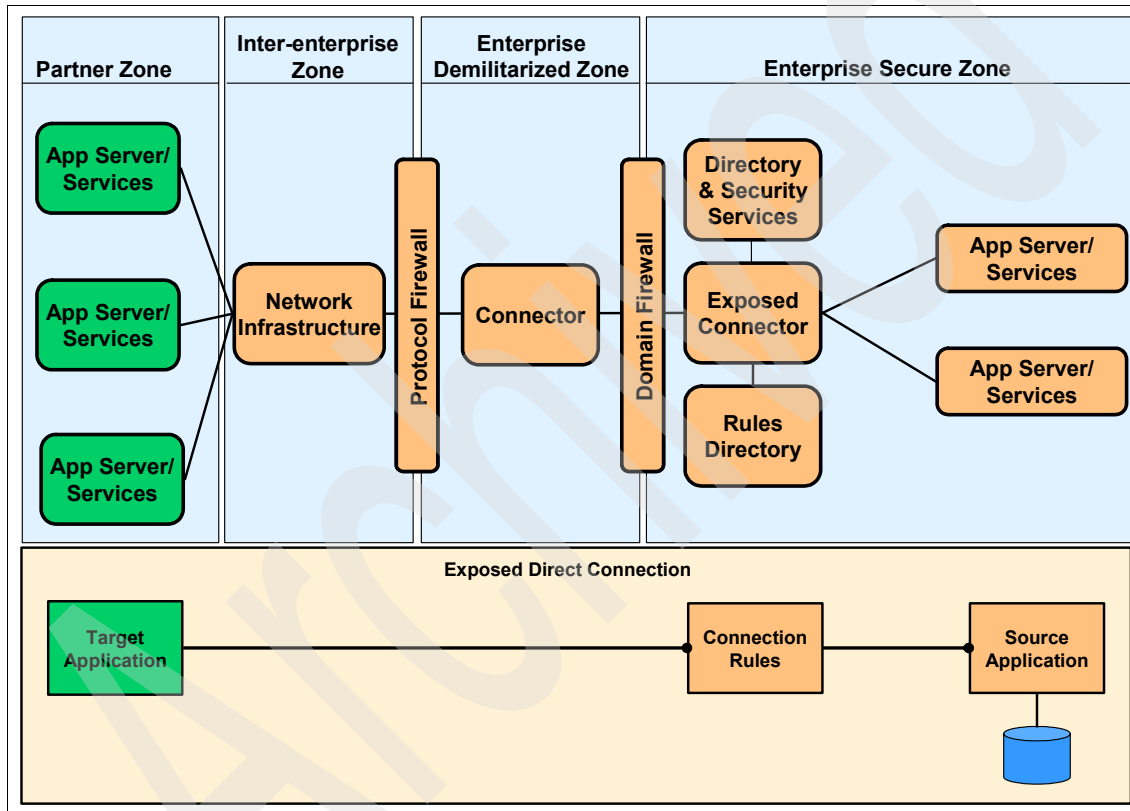 Partner Zone
Inter-enterprise
Zone
Enterprise
Demilitarized Zone
Enterprise Secure Zone
App Server/
Services
App Server/
Services
App Server/
Services
Network
Infrastructure
Protocol Firewall
Connector
Domain Firewall
Directory
& Security
Services
Exposed
Connector
Rules
Directory
App Server/
Services
App Server/
Services
Exposed Direct Connection
Target
Application
Connection
Rules
Source
Application
Archived